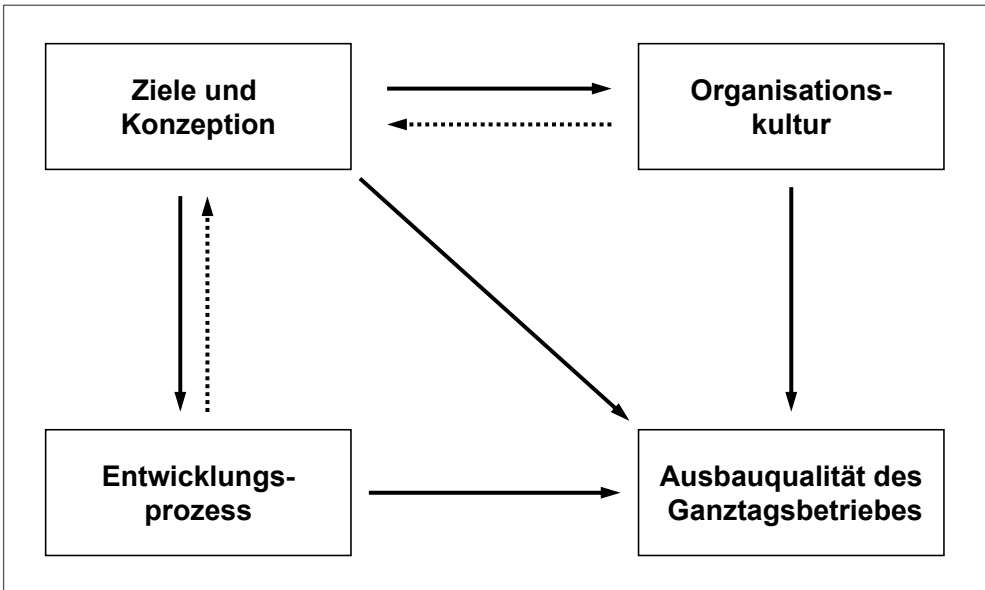 Ziele und
Konzeption
Organisations-
kultur
Entwicklungs-
prozess
Ausbauqualität des
Ganztagsbetriebes